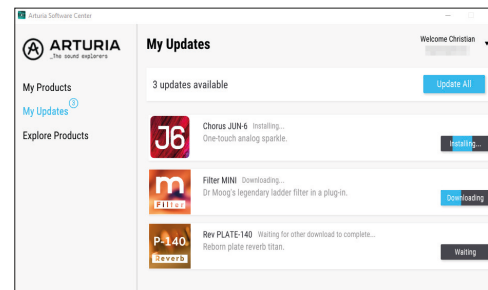 Arturia Software Center
ARTURIA
_The sound explorers
My Products
My Updates
3
Explore Products
My Updates
Welcome Christian
3 updates available
Update All
J6
Chorus JUN-6 Installing...
One-touch analog sparkle.
Installing...
m
Filter
Filter MINI Downloading...
Dr Moog's legendary ladder filter in a plug-in.
Downloading
P-140
Reverb
Rev PLATE-140 Waiting for other download to complete...
Reborn plate reverb titan.
Waiting